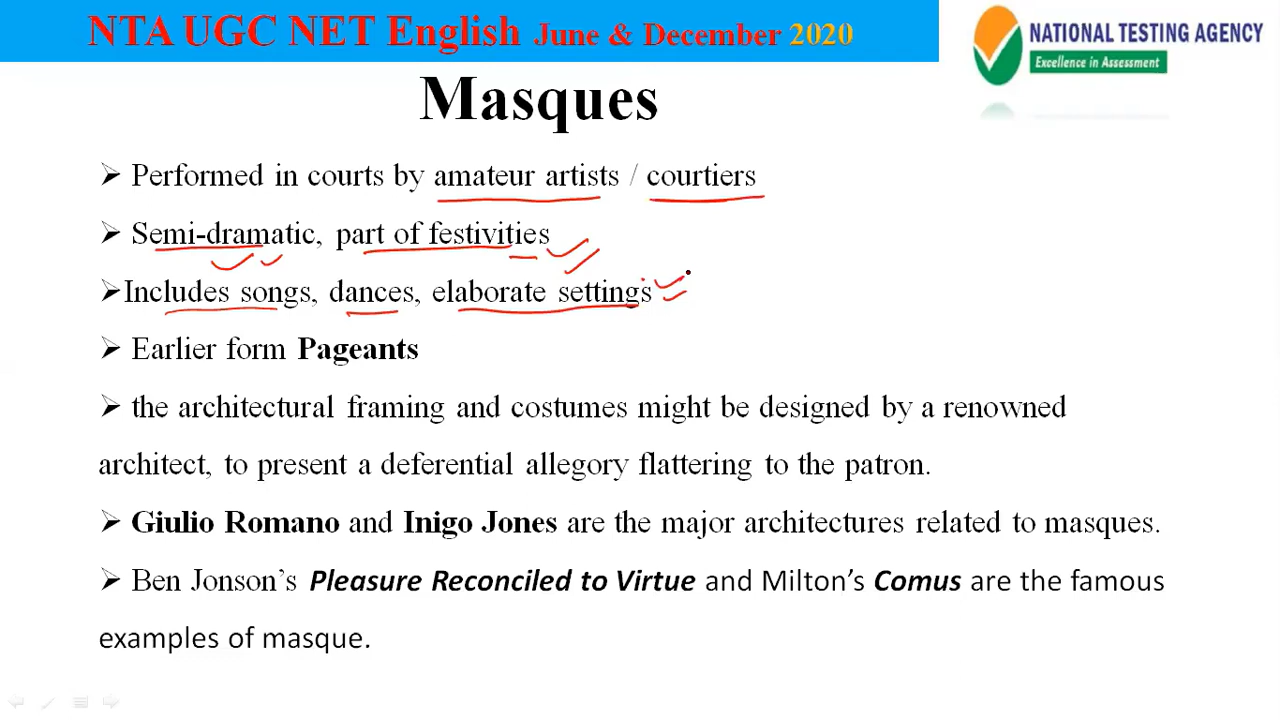 NTA UGC NET English June & December 2020
NATIONAL TESTING AGENCY
Excellence in Assessment
Masques
➢ Performed in courts by amateur artists / courtiers
➢ Semi-dramatic, part of festivities
➢Includes songs, dances, elaborate settings
➢ Earlier form Pageants
➢ the architectural framing and costumes might be designed by a renowned
architect, to present a deferential allegory flattering to the patron.
➢ Giulio Romano and Inigo Jones are the major architectures related to masques.
➢ Ben Jonson’s Pleasure Reconciled to Virtue and Milton’s Comus are the famous
examples of masque.